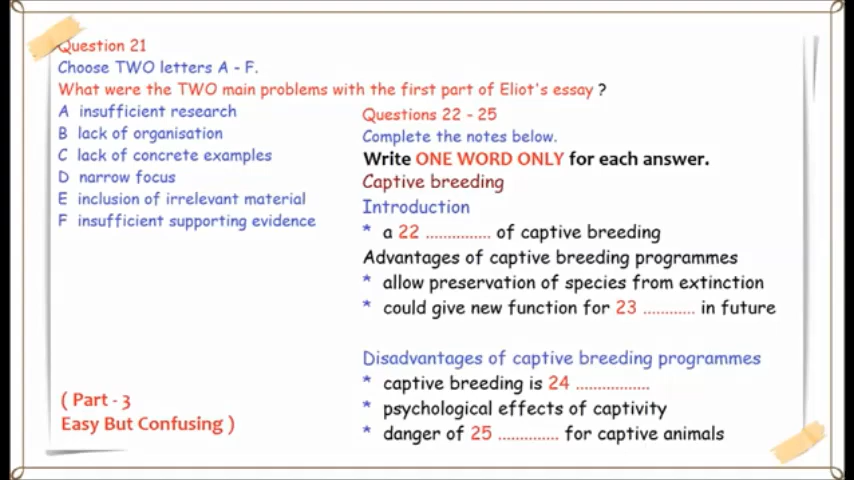 Question 21
Choose TWO letters A - F.
What were the TWO main problems with the first part of Eliot's essay ?
A insufficient research
B lack of organisation
C lack of concrete examples
D narrow focus
E inclusion of irrelevant material
F insufficient supporting evidence
( Part - 3
Easy But Confusing )
Questions 22 - 25
Complete the notes below.
Write ONE WORD ONLY for each answer.
Captive breeding
Introduction
* a 22 ............... of captive breeding
Advantages of captive breeding programmes
* allow preservation of species from extinction
* could give new function for 23 ............ in future
Disadvantages of captive breeding programmes
* captive breeding is 24 .................
* psychological effects of captivity
* danger of 25 .............. for captive animals